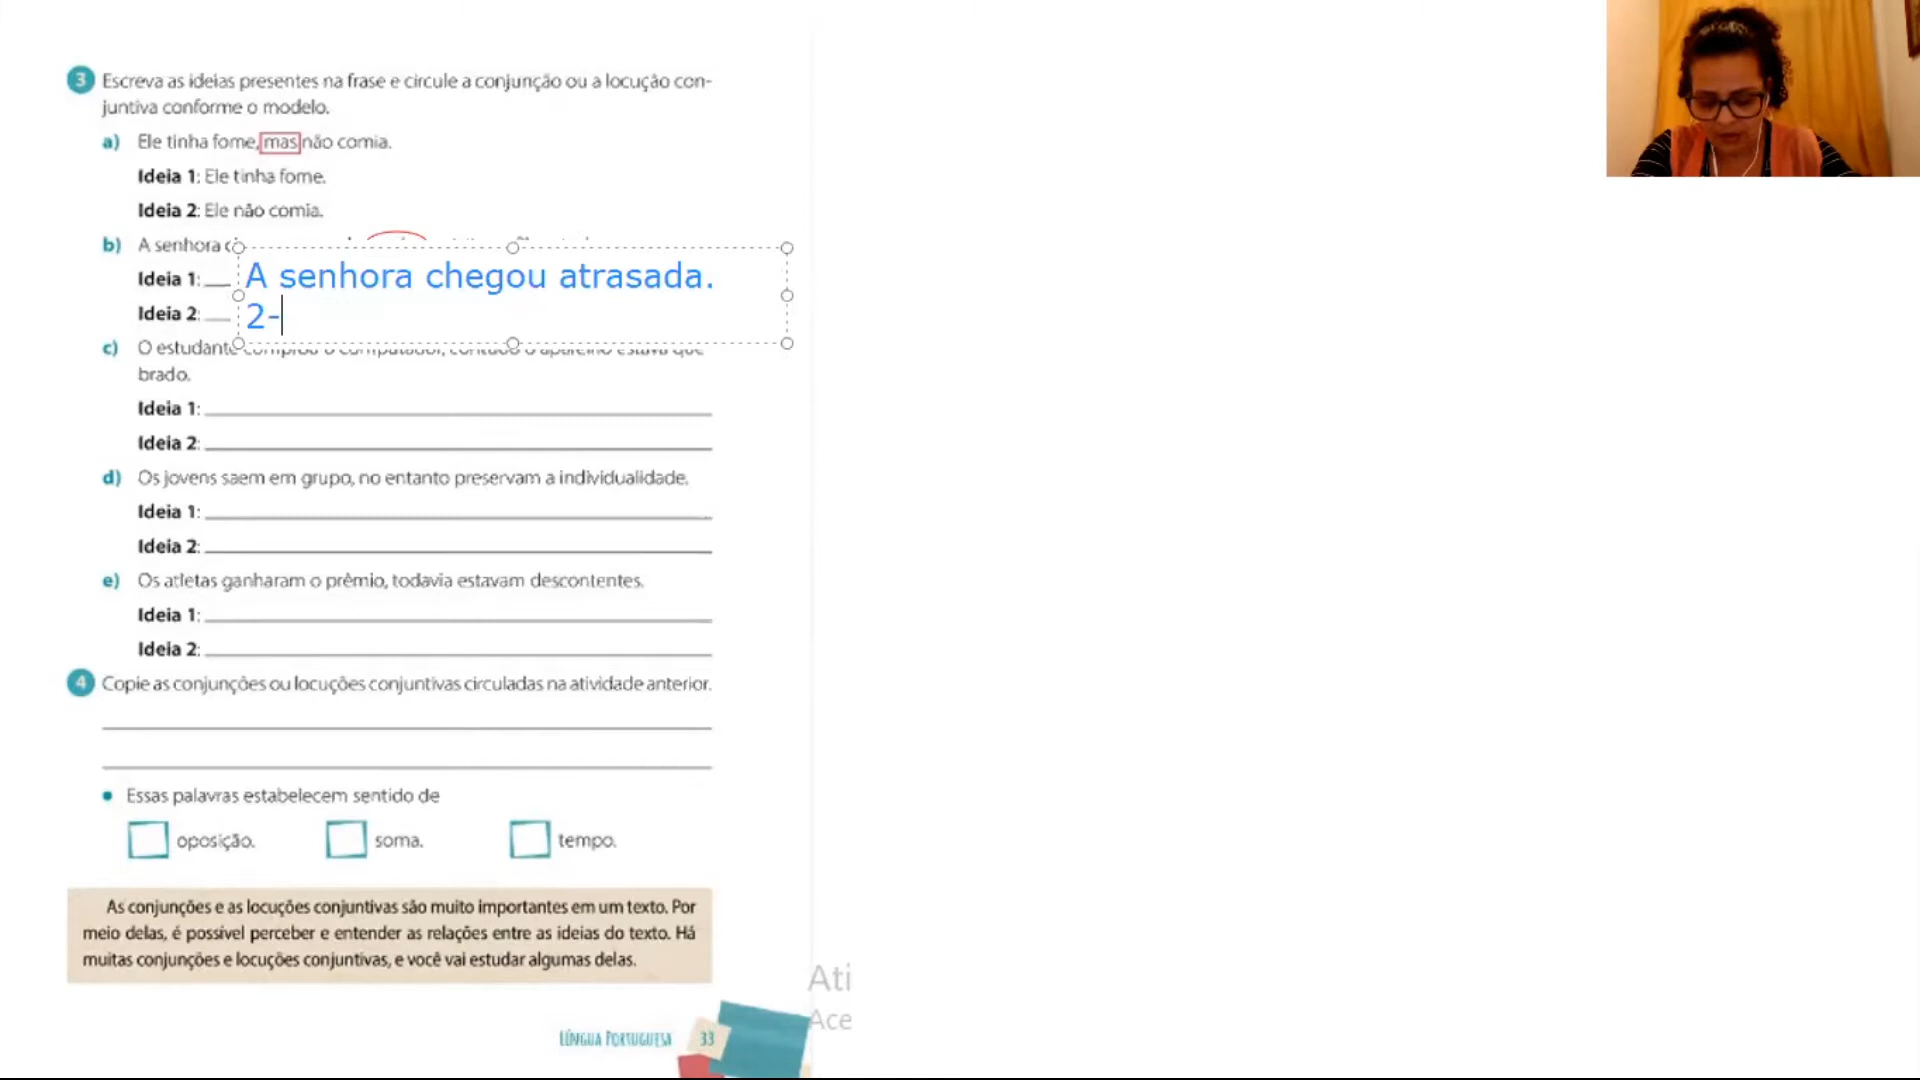 3 Escreva as ideias presentes na frase e circule a conjunção ou a locução con-
juntiva conforme o modelo.
a) Ele tinha fome, mas não comia.
Ideia 1: Ele tinha fome.
Ideia 2: Ele não comia.
b) A senhora
Ideia 1: A senhora chegou atrasada.
Ideia 2: 2-
c) O estudante comprou o computador, contudo o aparelho estava que
brado.
Ideia 1:
Ideia 2:
d) Os jovens saem em grupo, no entanto preservam a individualidade.
Ideia 1:
Ideia 2:
e) Os atletas ganharam o prêmio, todavia estavam descontentes.
Ideia 1:
Ideia 2:
4 Copie as conjunções ou locuções conjuntivas circuladas na atividade anterior.
• Essas palavras estabelecem sentido de
oposição. soma. tempo.
As conjunções e as locuções conjuntivas são muito importantes em um texto. Por
meio delas, é possível perceber e entender as relações entre as ideias do texto. Há
muitas conjunções e locuções conjuntivas, e você vai estudar algumas delas.
Ati
Ace
LÍNGUA PORTUGUESA 33